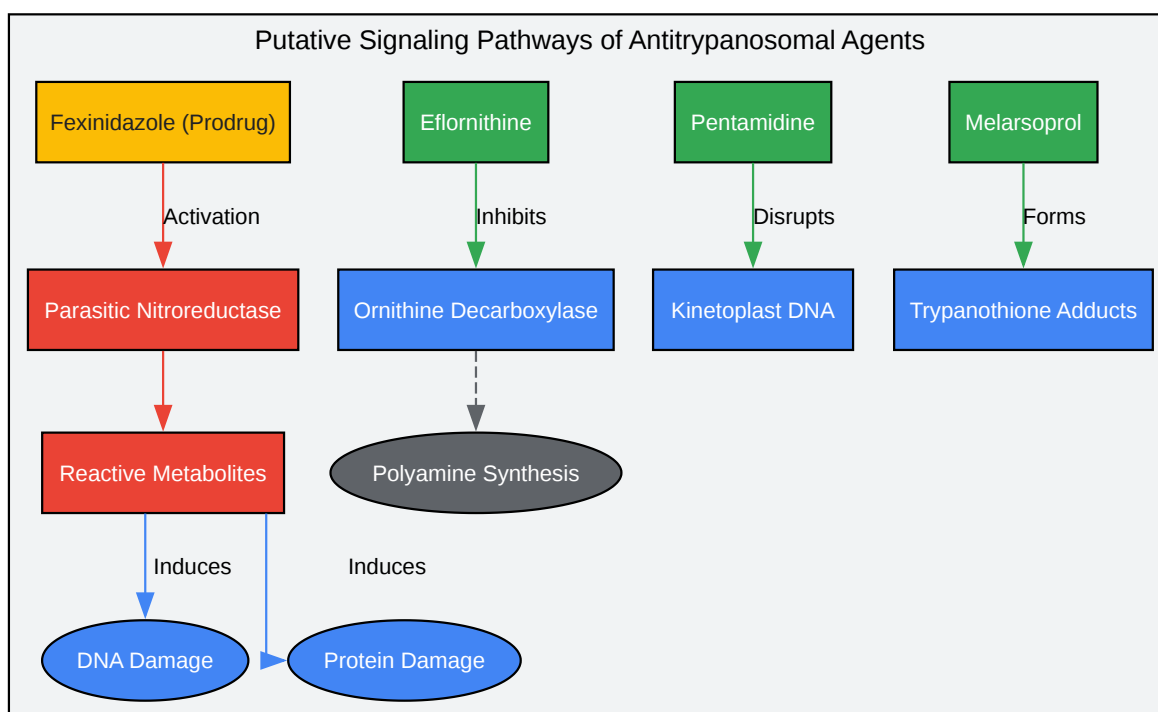 Putative Signaling Pathways of Antitrypanosomal Agents
Fexinidazole (Prodrug)
Eflornithine
Pentamidine
Melarsoprol
Activation
Inhibits
Disrupts
Forms
Parasitic Nitroreductase
Ornithine Decarboxylase
Kinetoplast DNA
Trypanothione Adducts
Reactive Metabolites
Polyamine Synthesis
Induces
Induces
DNA Damage
Protein Damage